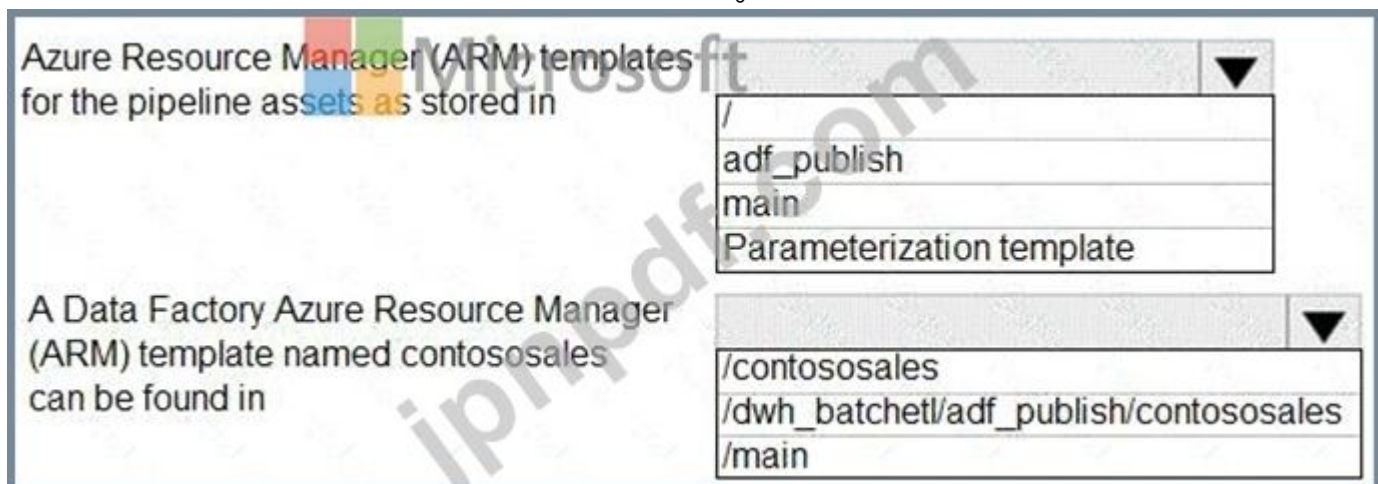 Azure Resource Manager (ARM) templates
for the pipeline assets as stored in
/
adf_publish
main
Parameterization template
A Data Factory Azure Resource Manager
(ARM) template named contososales
can be found in
/contososales
/dwh_batchetl/adf_publish/contososales
/main
Microsoft
jpnpdf.com